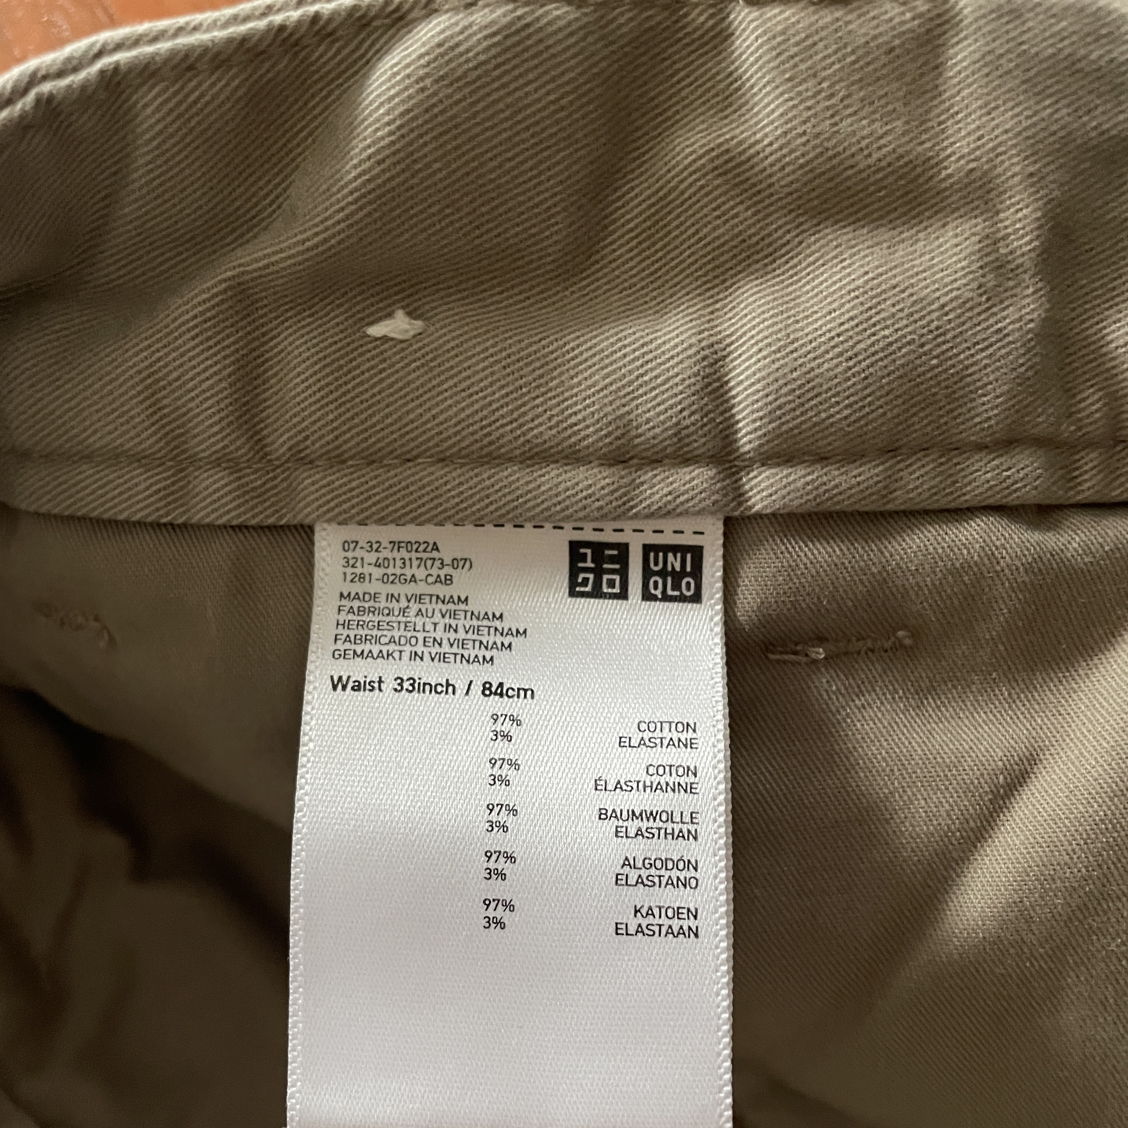 07-32-7F022A
321-401317(73-07)
1281-02GA-CAB
ユニ
クロ
UNI
QLO
MADE IN VIETNAM
FABRIQUÉ AU VIETNAM
HERGESTELLT IN VIETNAM
FABRICADO EN VIETNAM
GEMAAKT IN VIETNAM
Waist 33inch / 84cm
97% COTTON
3% ELASTANE
97% COTON
3% ÉLASTHANNE
97% BAUMWOLLE
3% ELASTHAN
97% ALGODÓN
3% ELASTANO
97% KATOEN
3% ELASTAAN